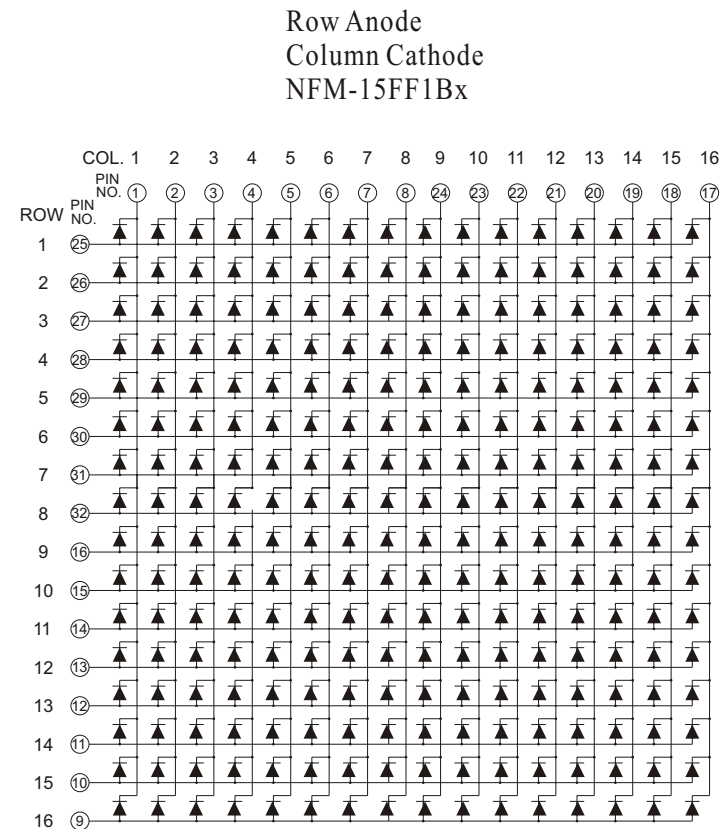 Row Anode
Column Cathode
NFM-15FF1Bx
COL. 1 2 3 4 5 6 7 8 9 10 11 12 13 14 15 16
PIN
NO. 1 2 3 4 5 6 7 8 24 23 22 21 20 19 18 17
ROW PIN
NO.
1 25
2 26
3 27
4 28
5 29
6 30
7 31
8 32
9 16
10 15
11 14
12 13
13 12
14 11
15 10
16 9